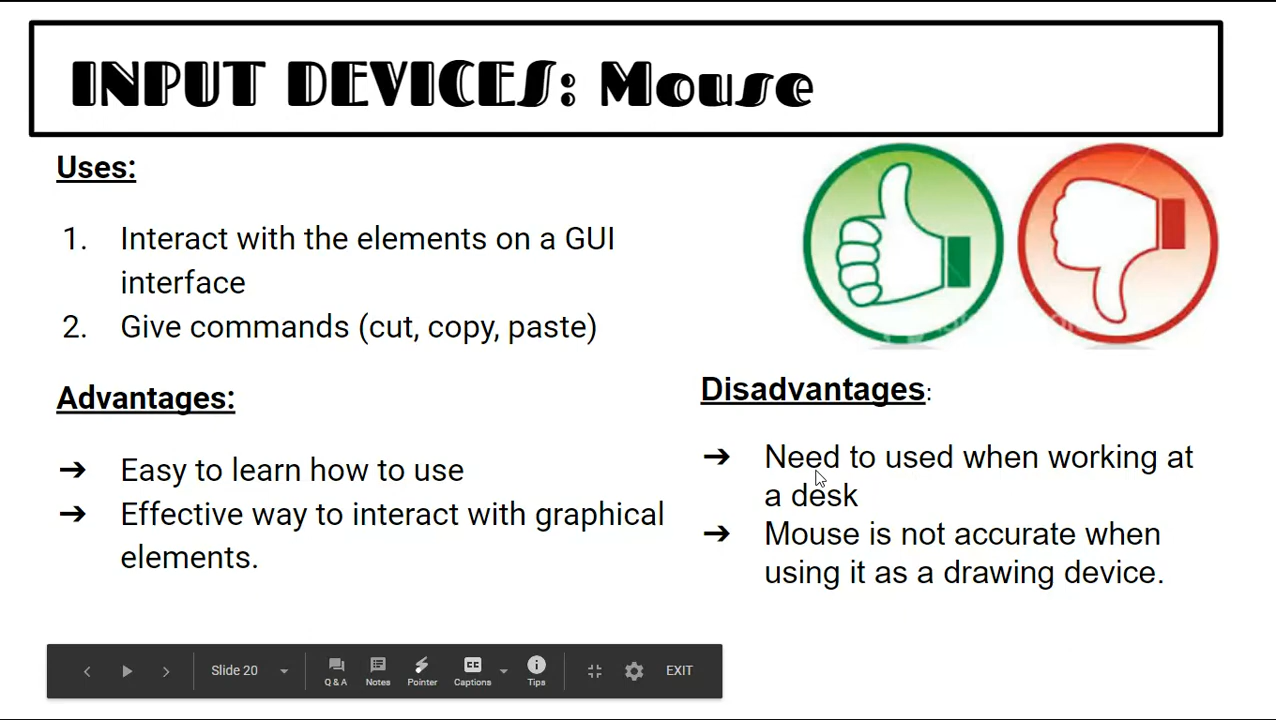 INPUT DEVICES: Mouse
Uses:
1. Interact with the elements on a GUI
interface
2. Give commands (cut, copy, paste)
Advantages:
➔ Easy to learn how to use
➔ Effective way to interact with graphical
elements.
Disadvantages:
➔ Need to used when working at
a desk
➔ Mouse is not accurate when
using it as a drawing device.
Slide 20
Q & A
Notes
Pointer
CC
Captions
Tips
EXIT